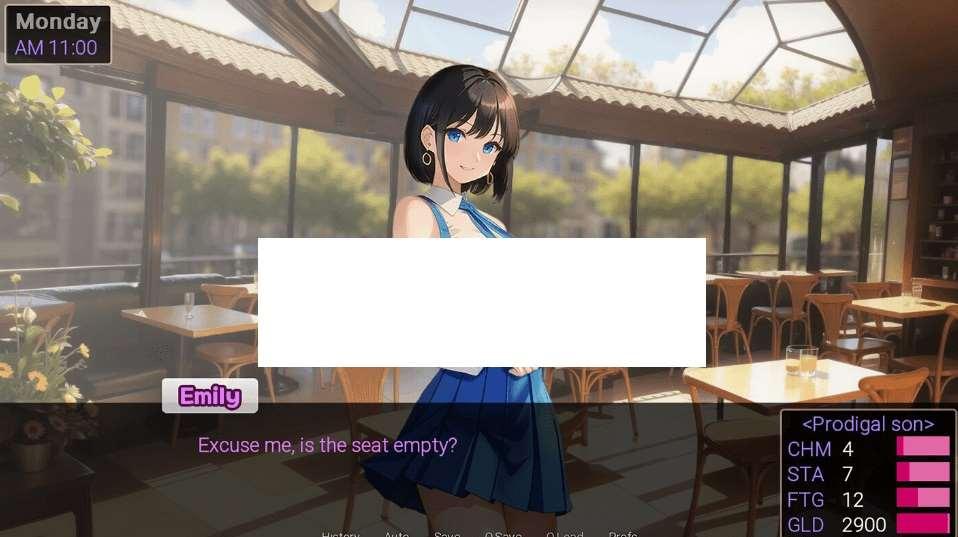 Monday
AM 11:00
Emily
Excuse me, is the seat empty?
<Prodigal son>
CHM 4
STA 7
FTG 12
GLD 2900
History Auto Save Q.Save Q.Load Prefs